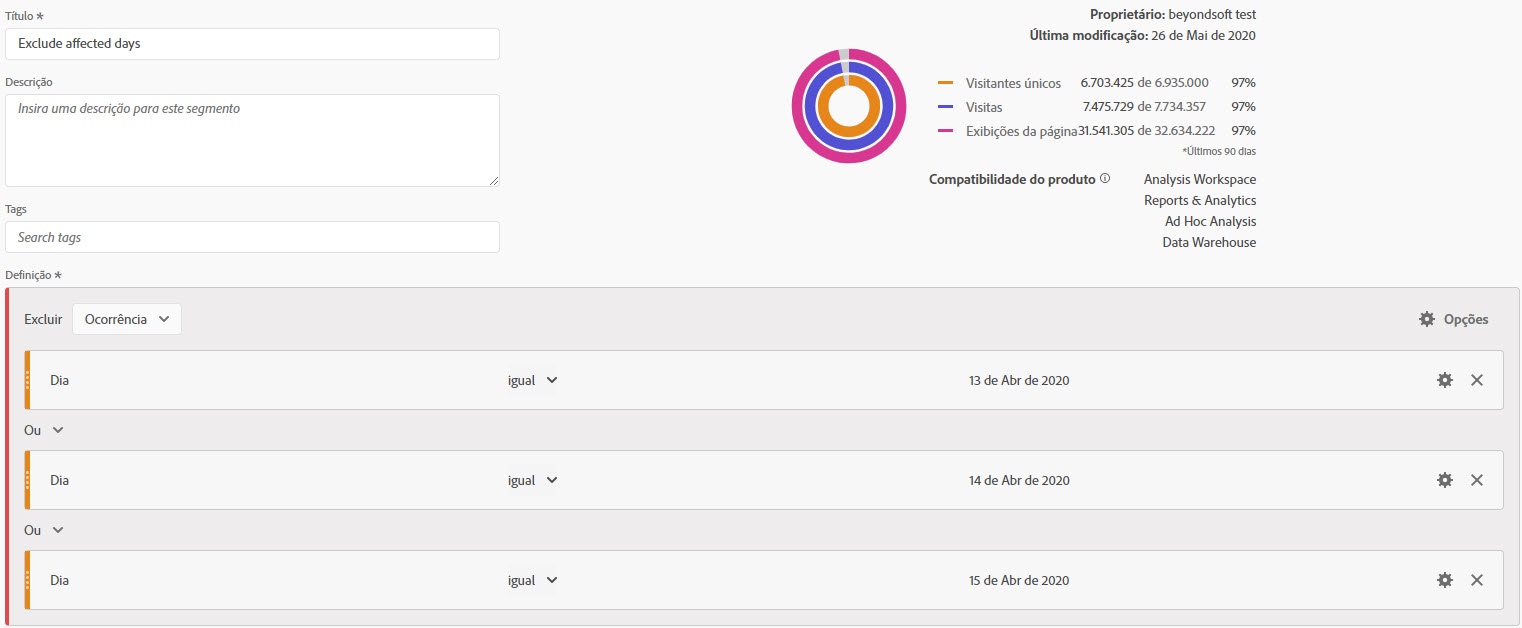 Título *
Exclude affected days
Descrição
Insira uma descrição para este segmento
Tags
Search tags
Proprietário: beyondsoft test
Última modificação: 26 de Mai de 2020
Visitantes únicos 6.703.425 de 6.935.000 97%
Visitas 7.475.729 de 7.734.357 97%
Exibições da página 31.541.305 de 32.634.222 97%
*Últimos 90 dias
Compatibilidade do produto Analysis Workspace
Reports & Analytics
Ad Hoc Analysis
Data Warehouse
Definição *
Excluir Ocorrência Opções
Dia igual 13 de Abr de 2020
Ou
Dia igual 14 de Abr de 2020
Ou
Dia igual 15 de Abr de 2020